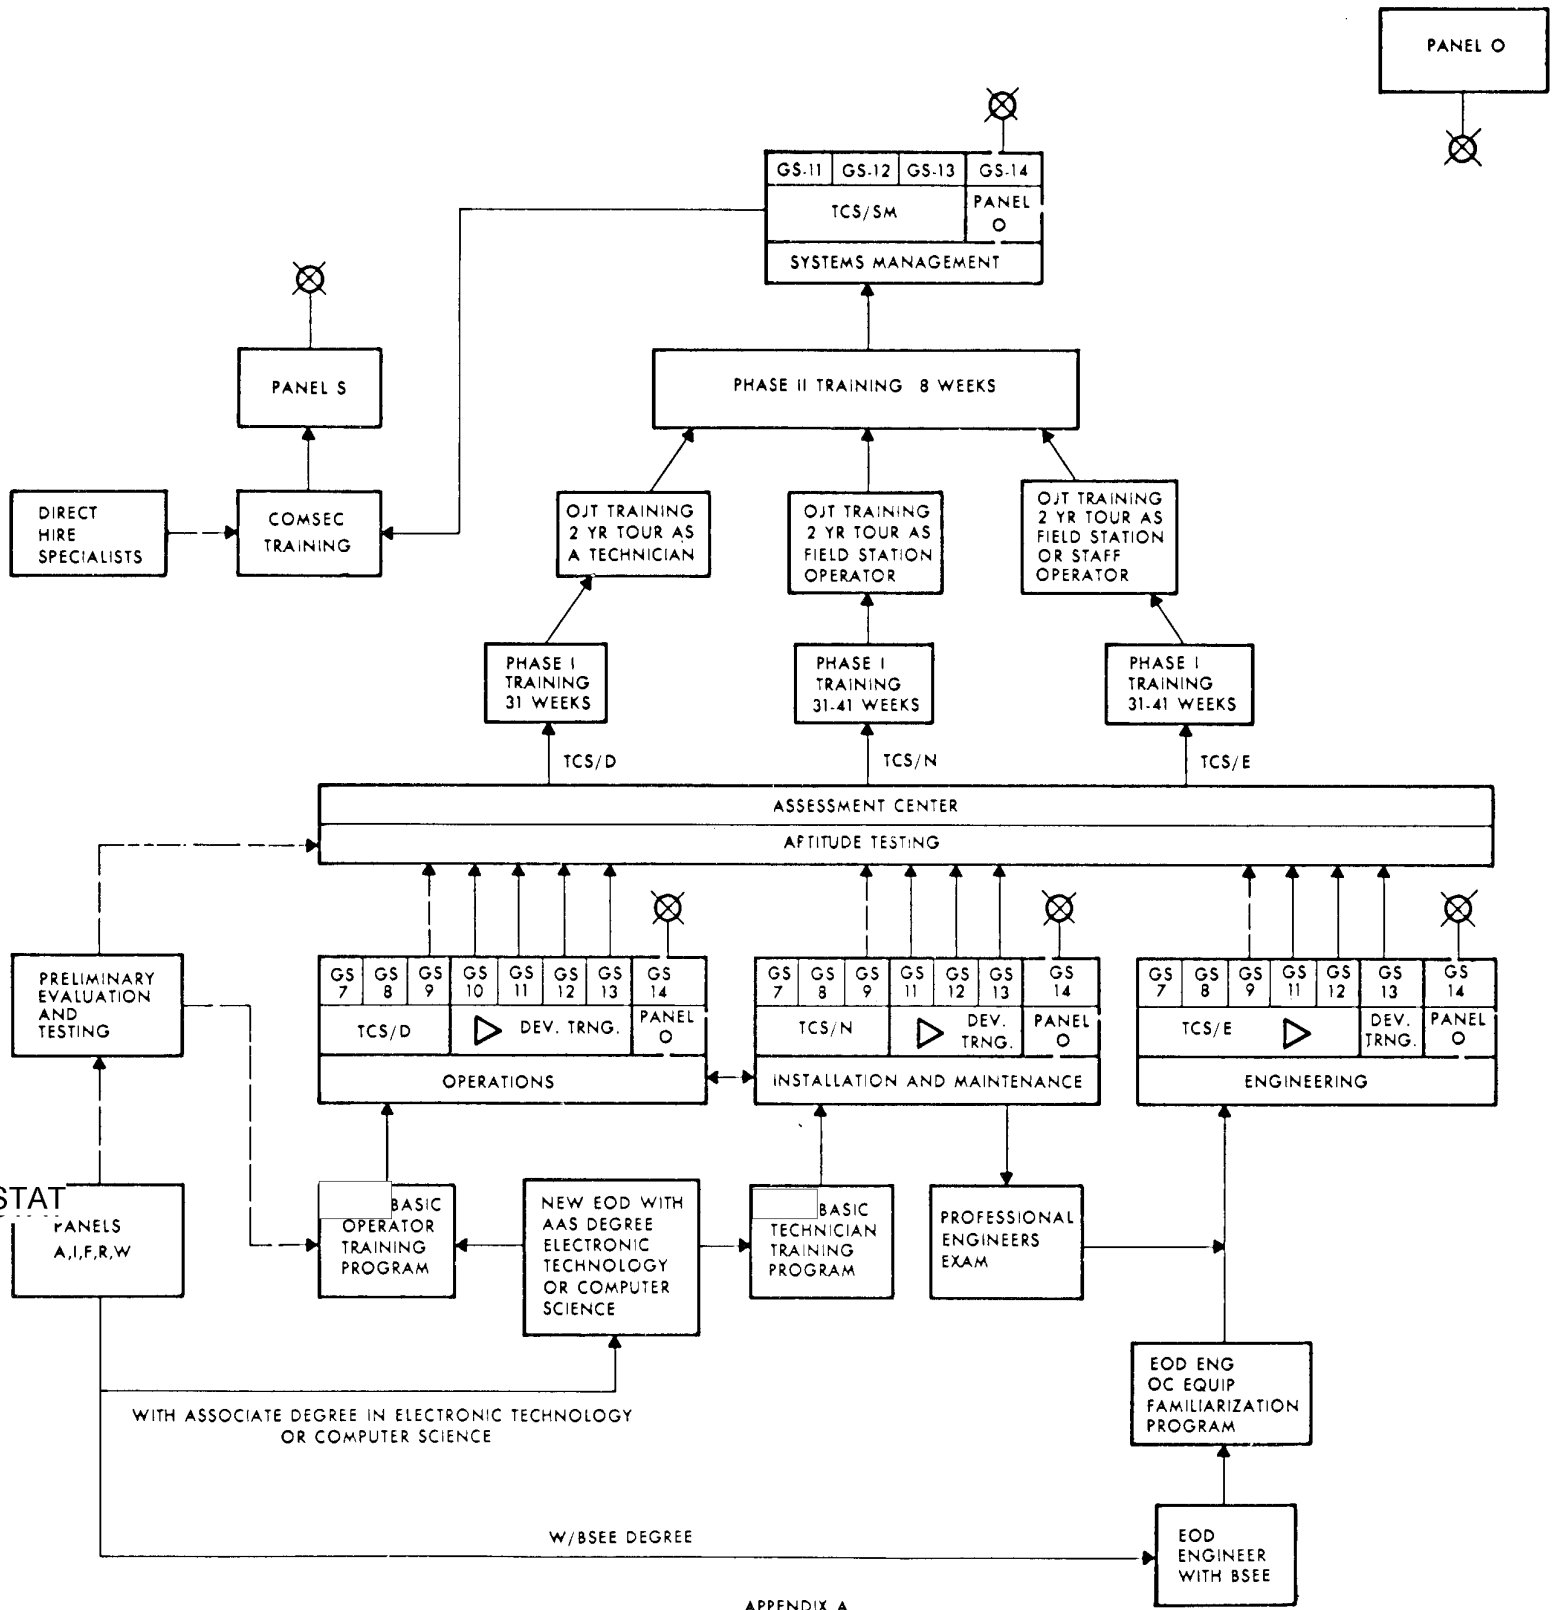 PANEL O
GS-11 GS-12 GS-13 GS-14
TCS/SM
PANEL
O
SYSTEMS MANAGEMENT
PANEL S
PHASE II TRAINING 8 WEEKS
DIRECT
HIRE
SPECIALISTS
COMSEC
TRAINING
OJT TRAINING
2 YR TOUR AS
A TECHNICIAN
OJT TRAINING
2 YR TOUR AS
FIELD STATION
OPERATOR
OJT TRAINING
2 YR TOUR AS
FIELD STATION
OR STAFF
OPERATOR
PHASE I
TRAINING
31 WEEKS
PHASE I
TRAINING
31-41 WEEKS
PHASE I
TRAINING
31-41 WEEKS
TCS/D
TCS/N
TCS/E
ASSESSMENT CENTER
APTITUDE TESTING
PRELIMINARY
EVALUATION
AND
TESTING
GS GS GS GS GS GS GS GS
7 8 9 10 11 12 13 14
TCS/D
DEV. TRNG.
PANEL
O
OPERATIONS
GS GS GS GS GS GS GS
7 8 9 11 12 13 14
TCS/N
DEV.
TRNG.
PANEL
O
INSTALLATION AND MAINTENANCE
GS GS GS GS GS GS GS
7 8 9 11 12 13 14
TCS/E
DEV.
TRNG.
PANEL
O
ENGINEERING
STAT
PANELS
A,I,F,R,W
BASIC
OPERATOR
TRAINING
PROGRAM
NEW EOD WITH
AAS DEGREE
ELECTRONIC
TECHNOLOGY
OR COMPUTER
SCIENCE
BASIC
TECHNICIAN
TRAINING
PROGRAM
PROFESSIONAL
ENGINEERS
EXAM
EOD ENG
OC EQUIP
FAMILIARIZATION
PROGRAM
WITH ASSOCIATE DEGREE IN ELECTRONIC TECHNOLOGY
OR COMPUTER SCIENCE
W/BSEE DEGREE
EOD
ENGINEER
WITH BSEE
APPENDIX A